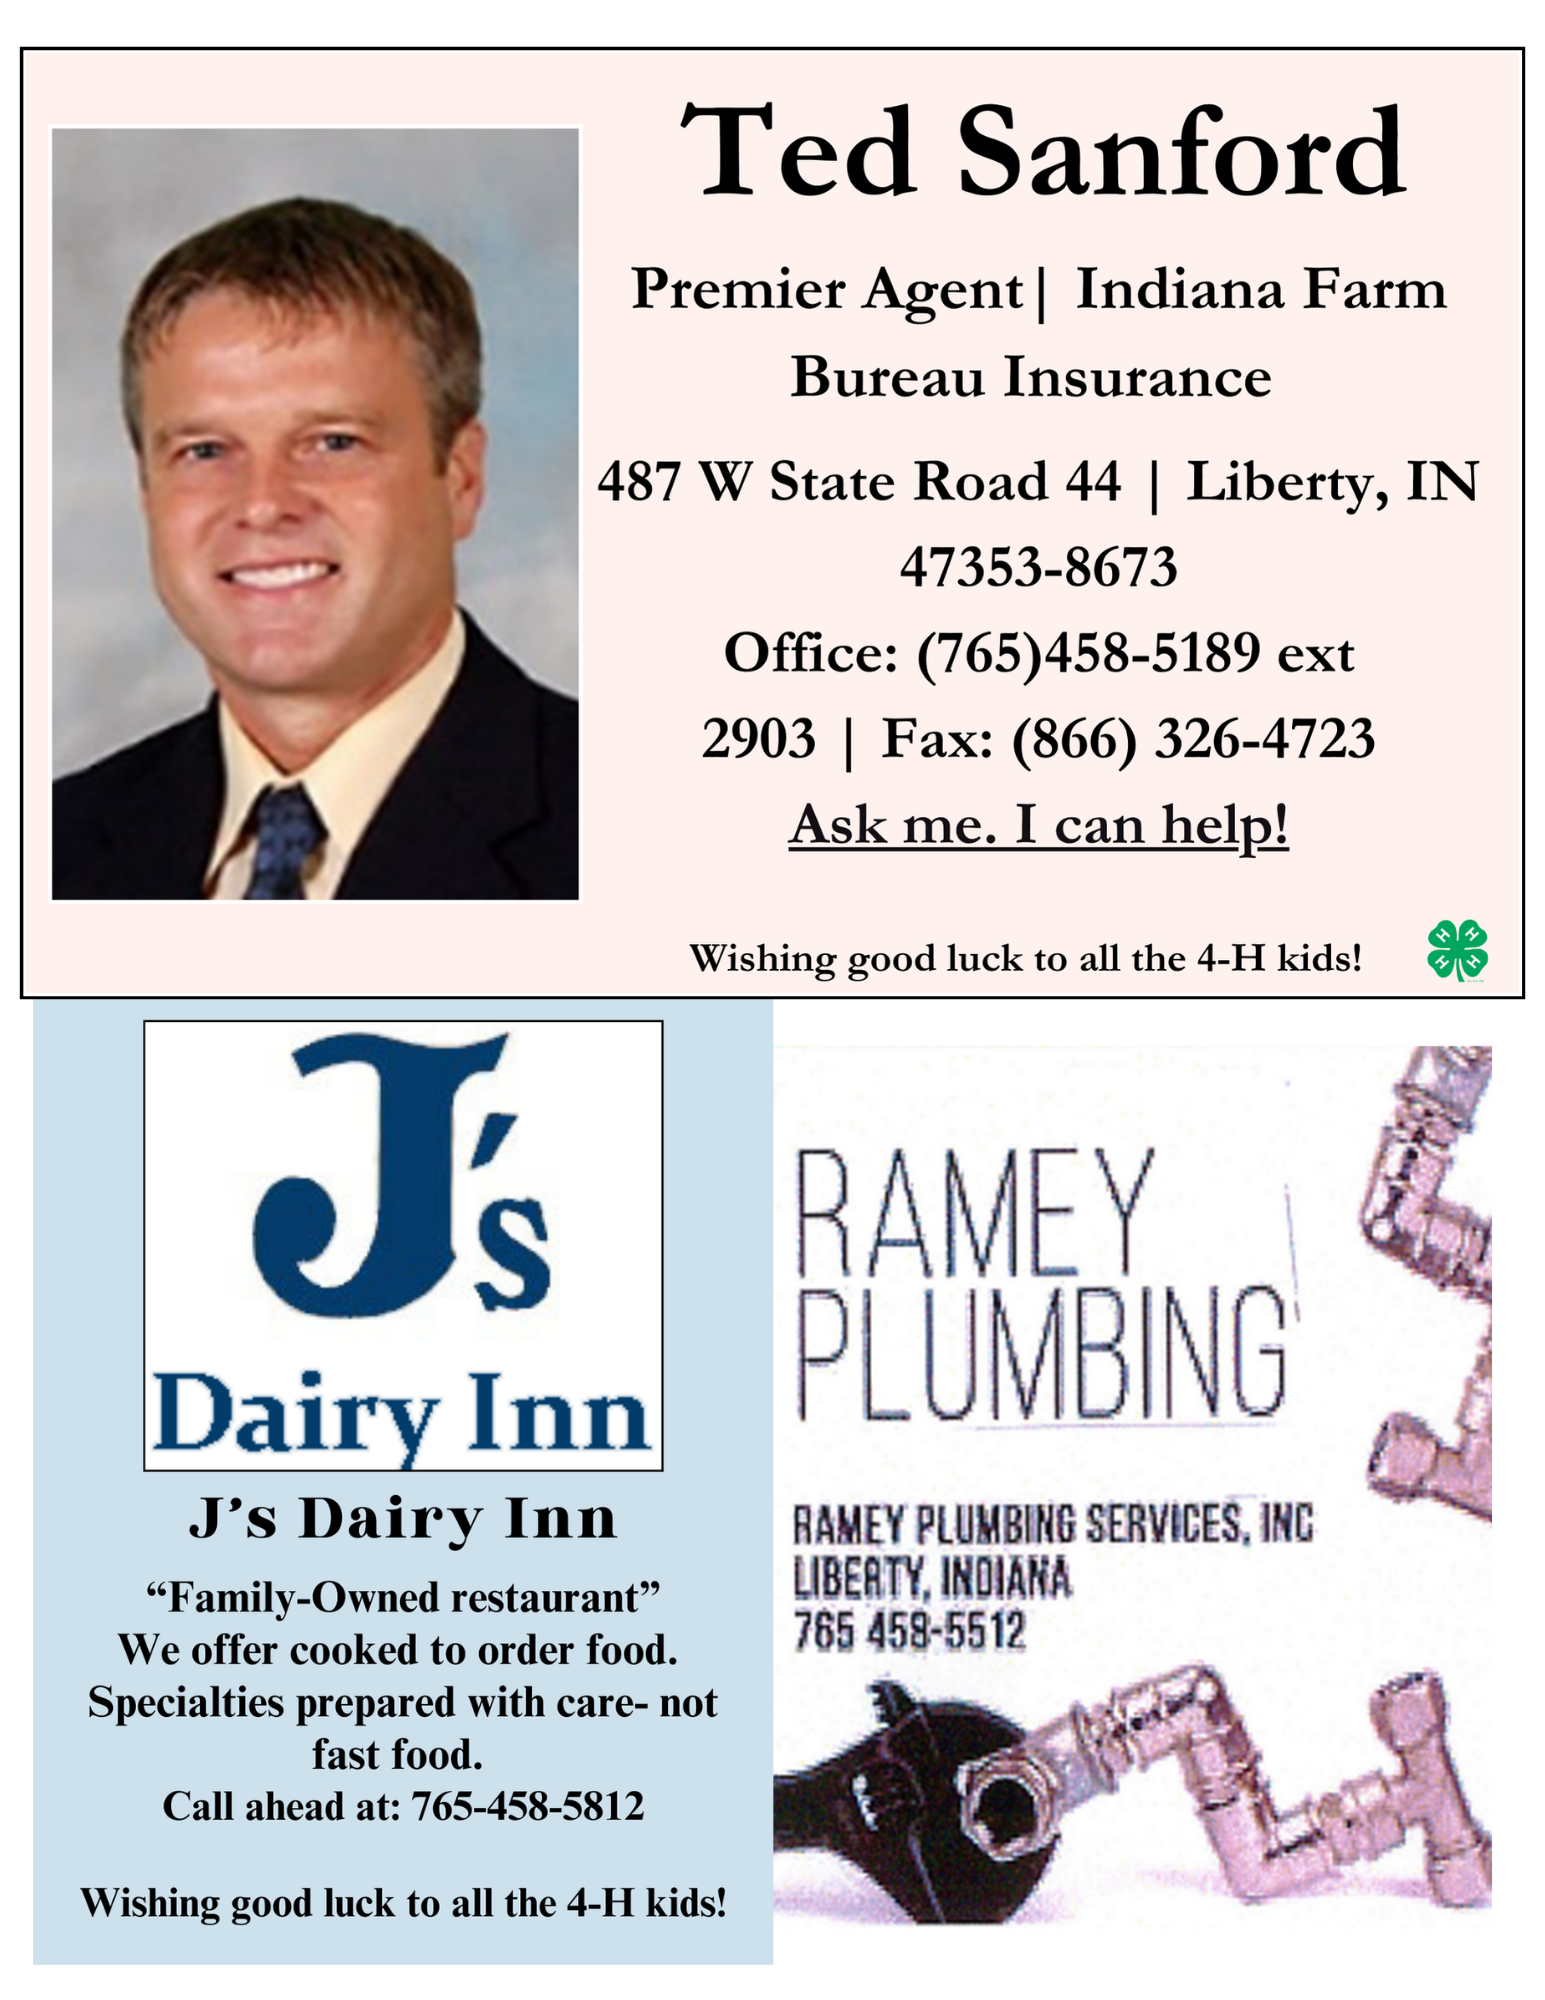 Ted Sanford
Premier Agent| Indiana Farm
Bureau Insurance
487 W State Road 44 | Liberty, IN
47353-8673
Office: (765)458-5189 ext
2903 | Fax: (866) 326-4723
Ask me. I can help!
Wishing good luck to all the 4-H kids!
H H
H H
J's
Dairy Inn
J’s Dairy Inn
“Family-Owned restaurant”
We offer cooked to order food.
Specialties prepared with care- not
fast food.
Call ahead at: 765-458-5812
Wishing good luck to all the 4-H kids!
RAMEY
PLUMBING
RAMEY PLUMBING SERVICES, INC
LIBERTY, INDIANA
765 458-5512